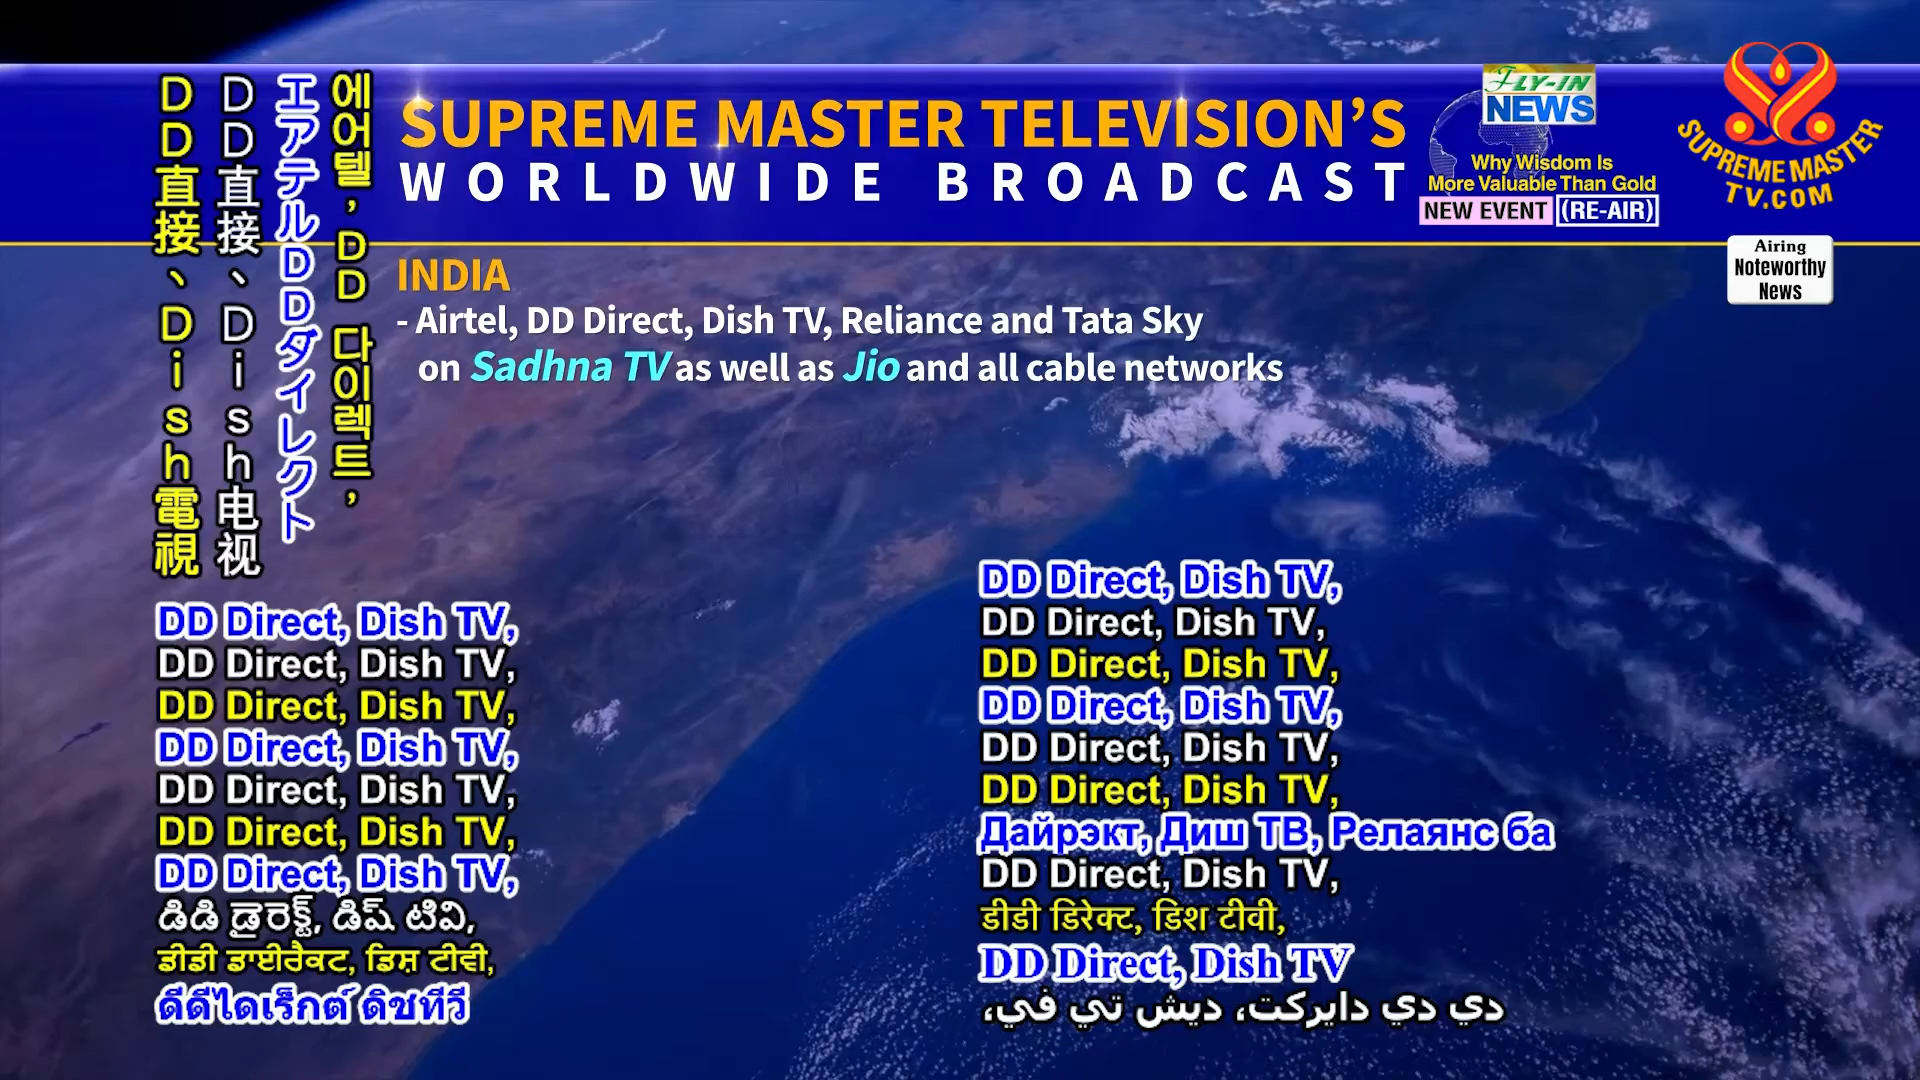 SUPREME MASTER TELEVISION’S
WORLDWIDE BROADCAST
FLY-IN
NEWS
Why Wisdom Is
More Valuable Than Gold
NEW EVENT (RE-AIR)
SUPREME MASTER
TV.COM
Airing
Noteworthy
News
DD直接、Dish電視
DD直接、Dish电视
エアテルDDダイレクト
에어텔, DD 다이렉트,
INDIA
- Airtel, DD Direct, Dish TV, Reliance and Tata Sky
on Sadhna TV as well as Jio and all cable networks
DD Direct, Dish TV,
DD Direct, Dish TV,
DD Direct, Dish TV,
DD Direct, Dish TV,
DD Direct, Dish TV,
DD Direct, Dish TV,
DD Direct, Dish TV,
ಡಿಡಿ ಡೈರೆಕ್ಟ್, ಡಿಷ್ ಟಿವಿ,
ਡੀਡੀ ਡਾਈਰੈਕਟ, ਡਿਸ਼ ਟੀਵੀ,
ดีดีไดเร็กต์ ดิชทีวี
DD Direct, Dish TV,
DD Direct, Dish TV,
DD Direct, Dish TV,
DD Direct, Dish TV,
DD Direct, Dish TV,
DD Direct, Dish TV,
Дайрэкт, Диш ТВ, Релаянс ба
DD Direct, Dish TV,
डीडी डिरेक्ट, डिश टीवी,
DD Direct, Dish TV
دي دي دايركت، ديش تي في،